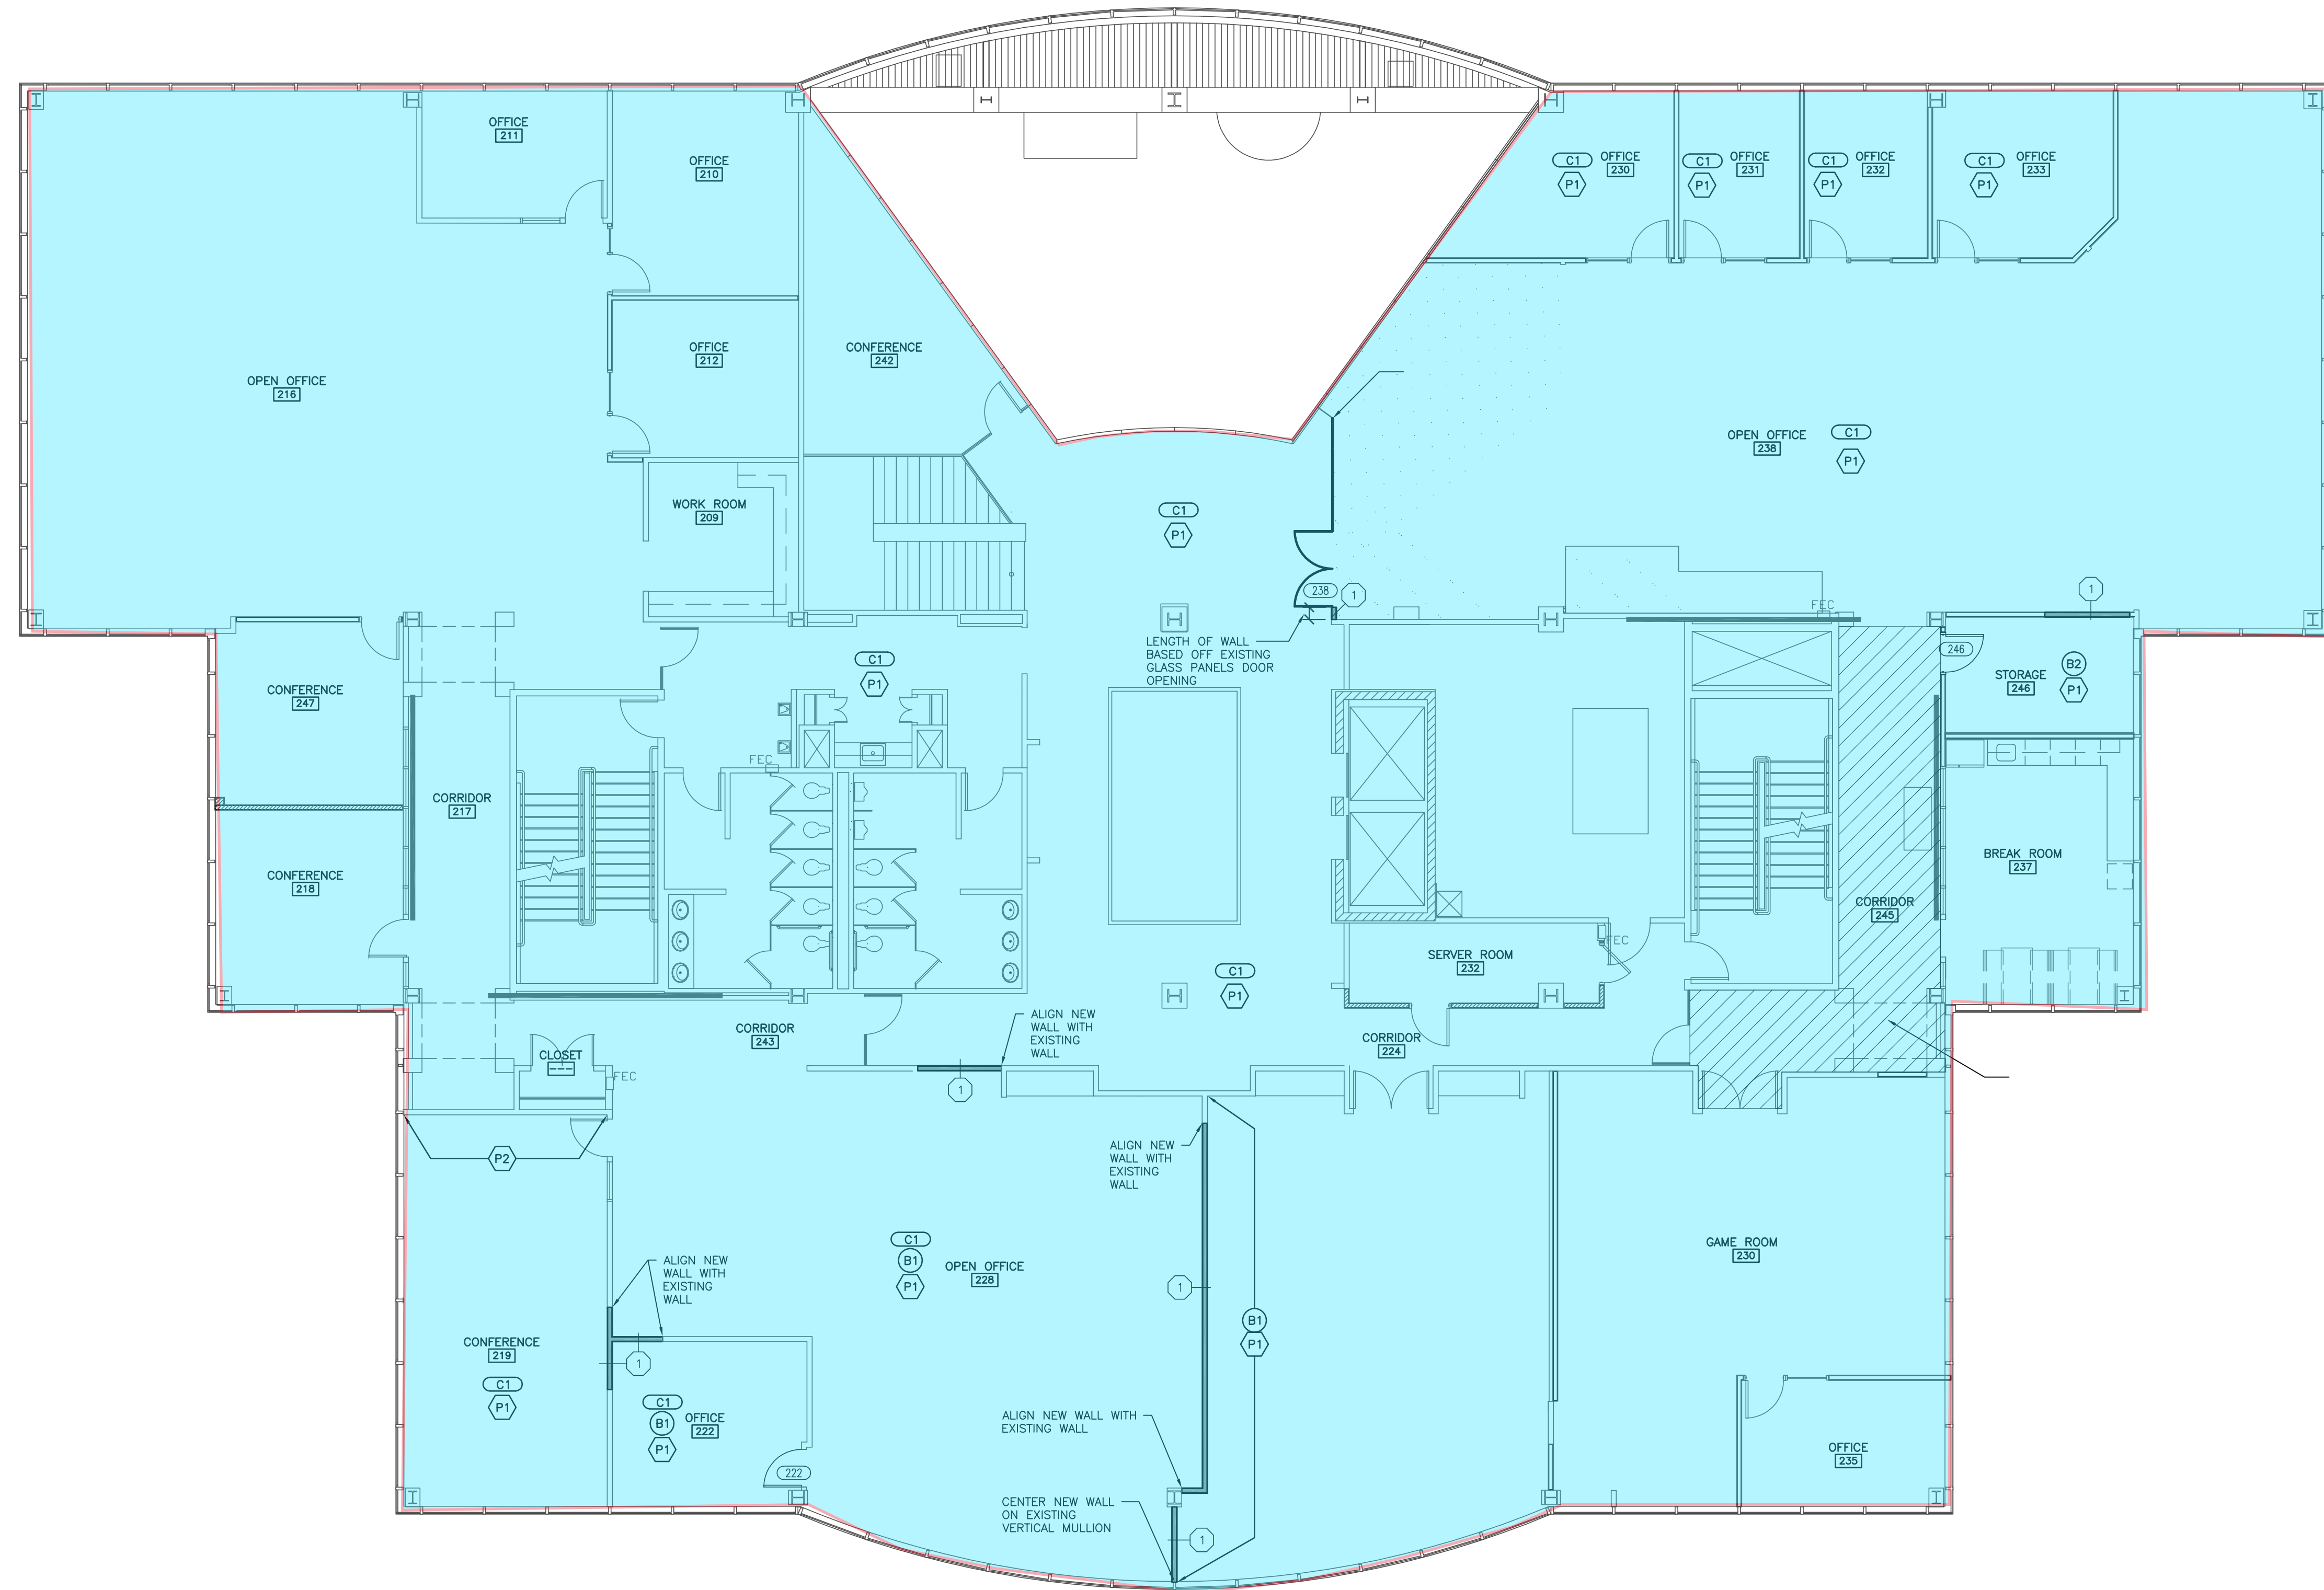 OFFICE
211
OFFICE
210
C1
OFFICE
230
P1
C1
OFFICE
231
P1
C1
OFFICE
232
P1
C1
OFFICE
233
P1
OFFICE
212
CONFERENCE
242
OPEN OFFICE
216
OPEN OFFICE
238
C1
P1
WORK ROOM
209
C1
P1
238
1
FEC
1
LENGTH OF WALL
BASED OFF EXISTING
GLASS PANELS DOOR
OPENING
246
C1
P1
STORAGE
246
B2
P1
CONFERENCE
247
FEC
CORRIDOR
217
BREAK ROOM
237
CONFERENCE
218
CORRIDOR
245
FEC
SERVER ROOM
232
C1
P1
ALIGN NEW
WALL WITH
EXISTING
WALL
CORRIDOR
243
CORRIDOR
224
CLOSET
---
FEC
1
P2
ALIGN NEW
WALL WITH
EXISTING
WALL
C1
B1
P1
OPEN OFFICE
228
GAME ROOM
230
ALIGN NEW
WALL WITH
EXISTING
WALL
1
B1
P1
CONFERENCE
219
1
C1
P1
C1
B1
P1
OFFICE
222
ALIGN NEW WALL WITH
EXISTING WALL
OFFICE
235
222
CENTER NEW WALL
ON EXISTING
VERTICAL MULLION
1